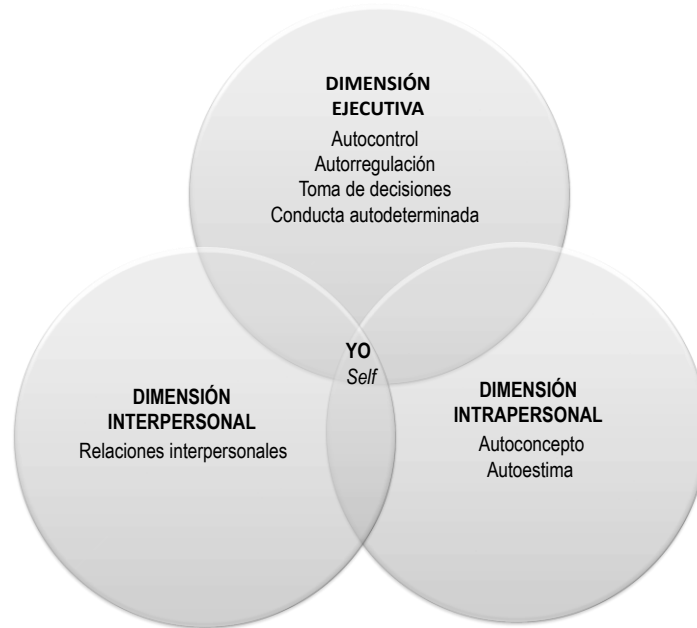 DIMENSIÓN
EJECUTIVA
Autocontrol
Autorregulación
Toma de decisiones
Conducta autodeterminada
YO
Self
DIMENSIÓN
INTERPERSONAL
Relaciones interpersonales
DIMENSIÓN
INTRAPERSONAL
Autoconcepto
Autoestima